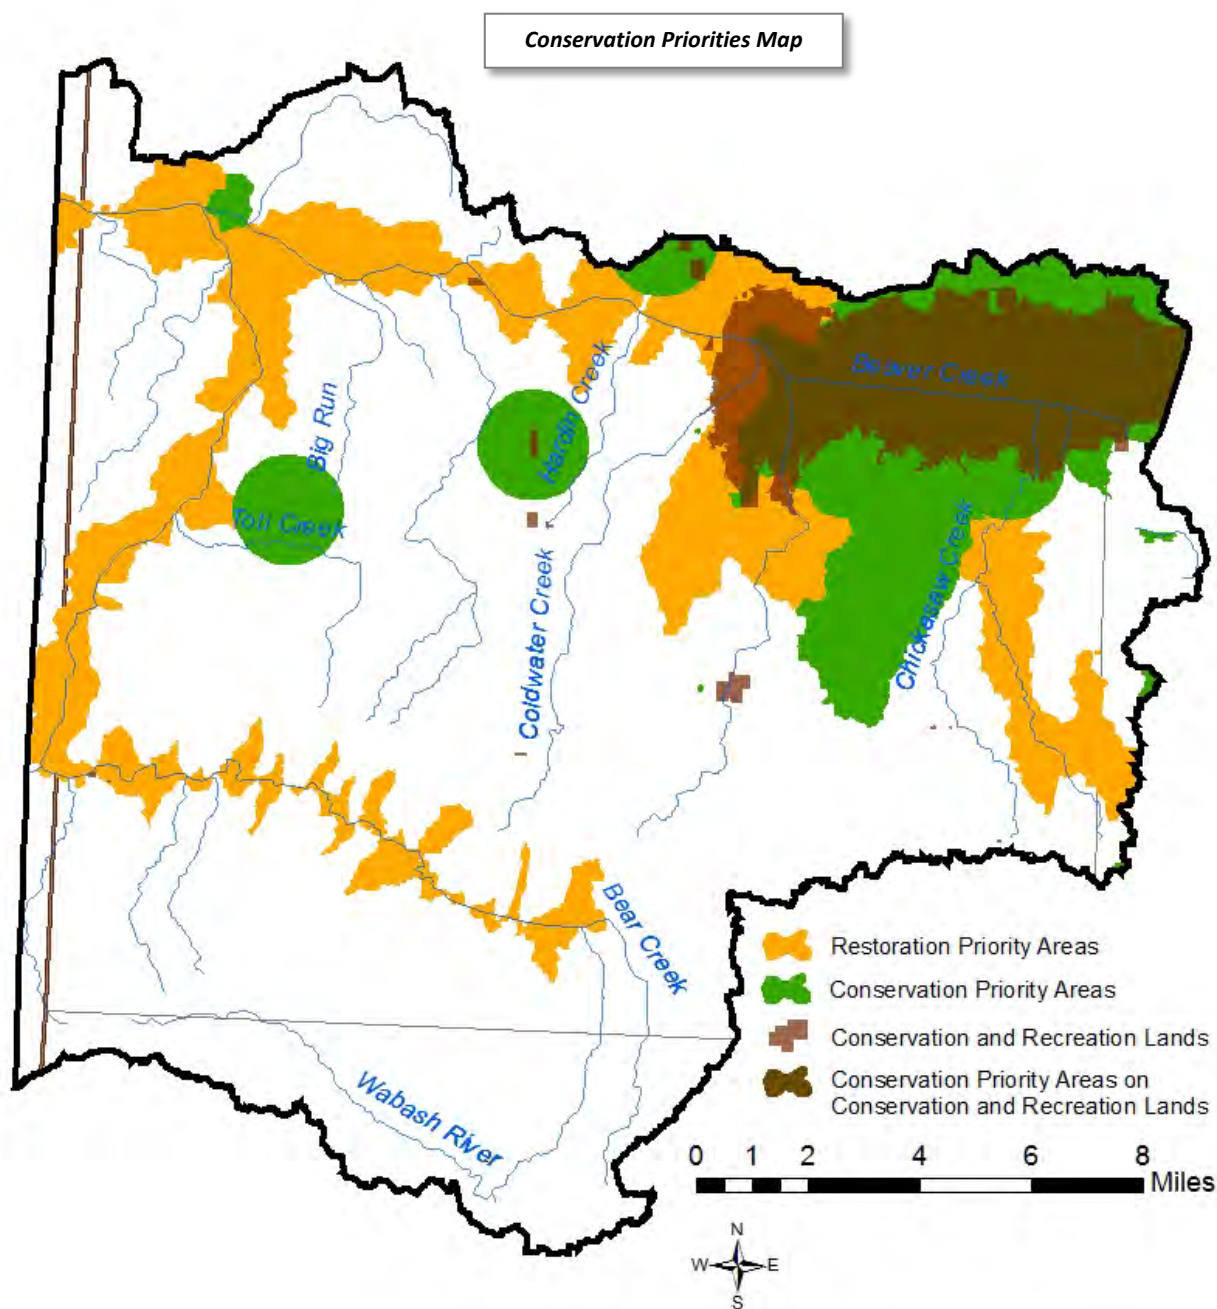 Conservation Priorities Map
Beaver Creek
Hardin Creek
Big Run
Toll Creek
Coldwater Creek
Chickasaw Creek
Bear Creek
Wabash River
Restoration Priority Areas
Conservation Priority Areas
Conservation and Recreation Lands
Conservation Priority Areas on
Conservation and Recreation Lands
0 1 2 4 6 8
Miles
N
W E
S